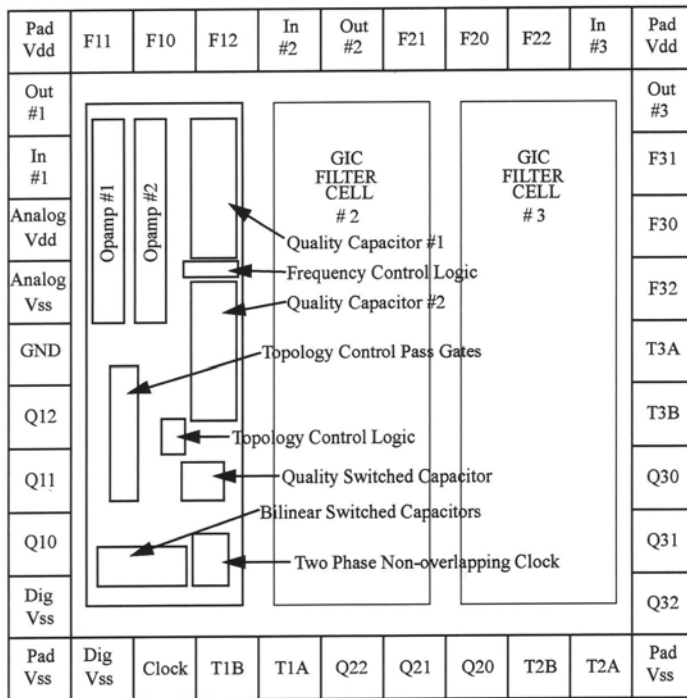 Pad
Vdd
F11
F10
F12
In
#2
Out
#2
F21
F20
F22
In
#3
Pad
Vdd
Out
#1
In
#1
Analog
Vdd
Analog
Vss
GND
Q12
Q11
Q10
Dig
Vss
Opamp #1
Opamp #2
GIC
FILTER
CELL
# 2
GIC
FILTER
CELL
# 3
Quality Capacitor #1
Frequency Control Logic
Quality Capacitor #2
Topology Control Pass Gates
Topology Control Logic
Quality Switched Capacitor
Bilinear Switched Capacitors
Two Phase Non-overlapping Clock
Out
#3
F31
F30
F32
T3A
T3B
Q30
Q31
Q32
Pad
Vss
Dig
Vss
Clock
T1B
T1A
Q22
Q21
Q20
T2B
T2A
Pad
Vss